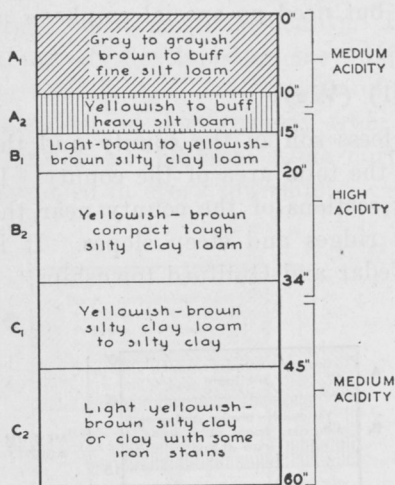 0"
A₁
Gray to grayish
brown to buff
fine silt loam
MEDIUM
ACIDITY
10"
A₂
Yellowish to buff
heavy silt loam
15"
B₁
Light-brown to yellowish-
brown silty clay loam
20"
HIGH
ACIDITY
B₂
Yellowish-brown
compact tough
silty clay loam
34"
C₁
Yellowish-brown
silty clay loam
to silty clay
45"
MEDIUM
ACIDITY
C₂
Light yellowish-
brown silty clay
or clay with some
iron stains
60"